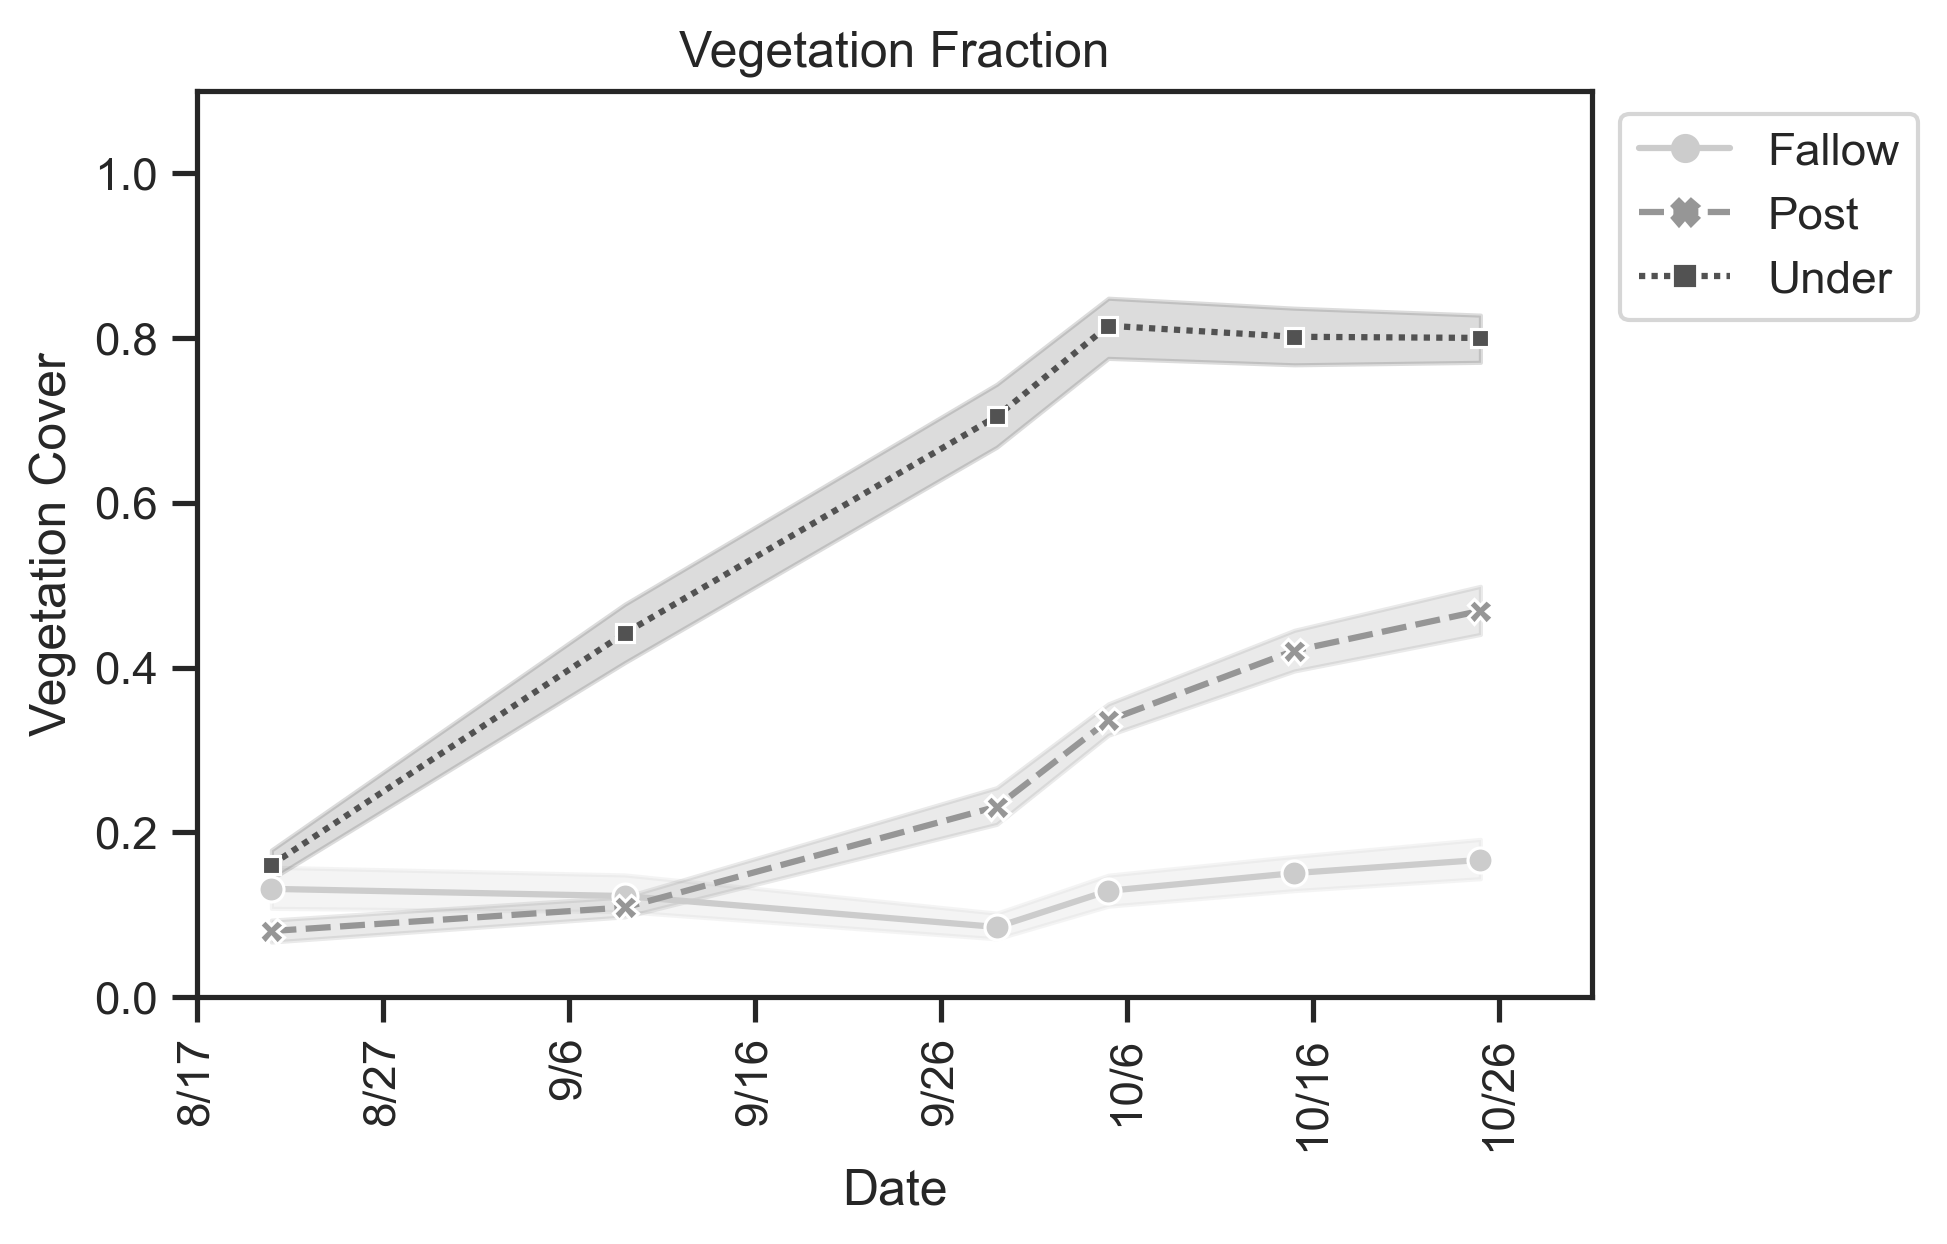 Vegetation Fraction
Fallow
Post
Under
Vegetation Cover
1.0
0.8
0.6
0.4
0.2
0.0
8/17
8/27
9/6
9/16
9/26
10/6
10/16
10/26
Date